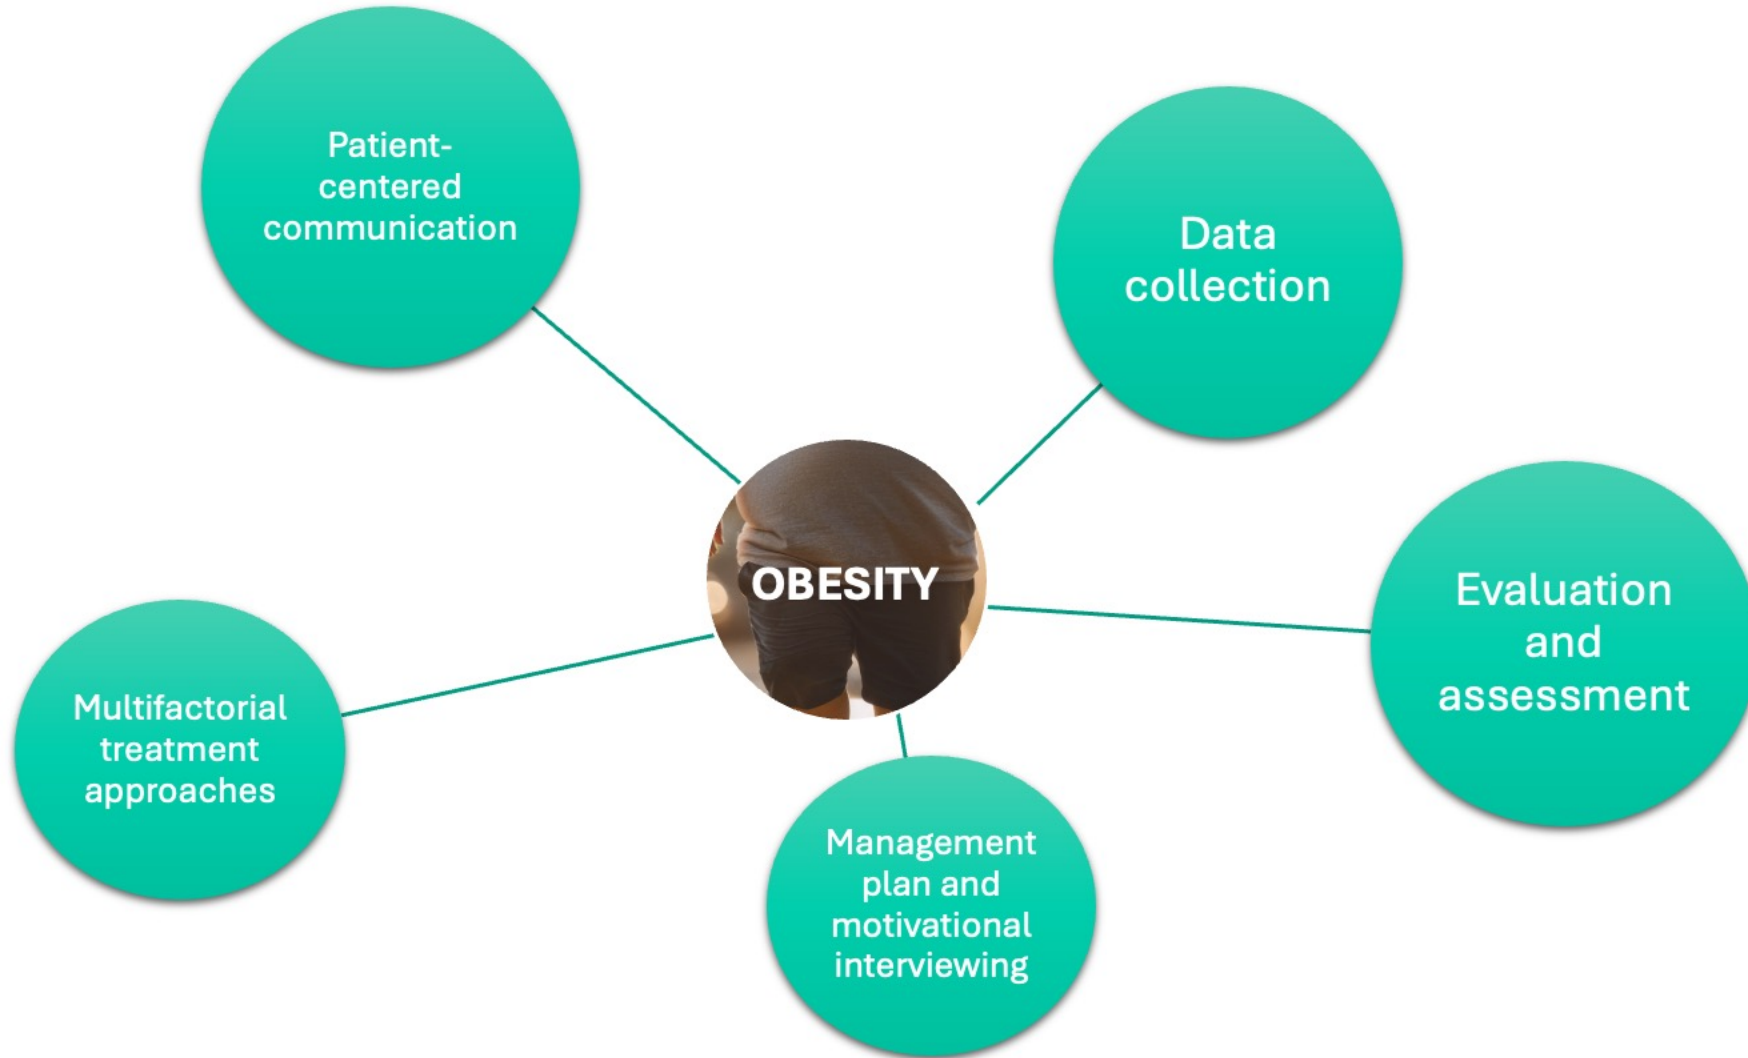 Patient-
centered
communication
Data
collection
OBESITY
Evaluation
and
assessment
Multifactorial
treatment
approaches
Management
plan and
motivational
interviewing